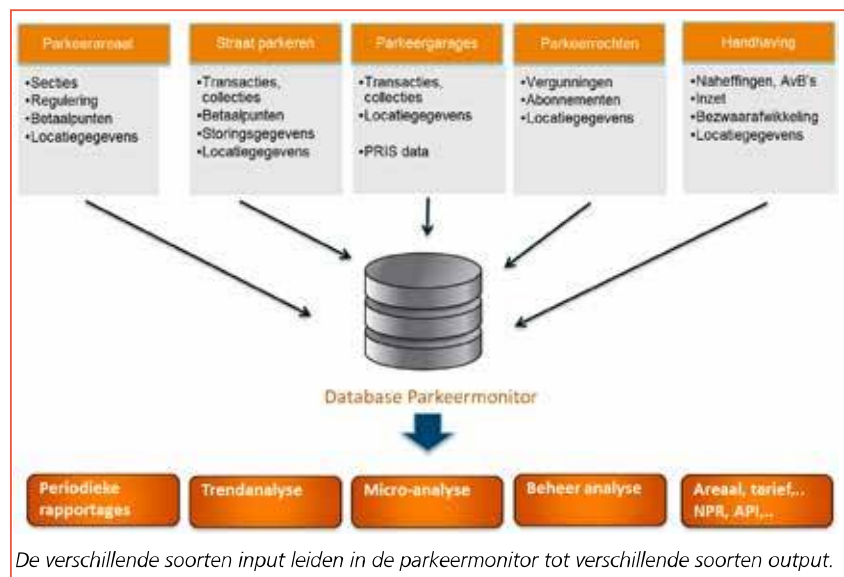 Parkeerareaal
Straat parkeren
Parkeergarages
Parkeerrechten
Handhaving
•Secties
•Regulering
•Betaalpunten
•Locatiegegevens
•Transacties,
collecties
•Betaalpunten
•Storingsgegevens
•Locatiegegevens
•Transacties,
collecties
•Locatiegegevens
•PRIS data
•Vergunningen
•Abonnementen
•Locatiegegevens
•Naheffingen, AvB's
•Inzet
•Bezwaarafwikkeling
•Locatiegegevens
Database Parkeermonitor
Periodieke
rapportages
Trendanalyse
Micro-analyse
Beheer analyse
Areaal, tarief,..
NPR, API,..
De verschillende soorten input leiden in de parkeermonitor tot verschillende soorten output.